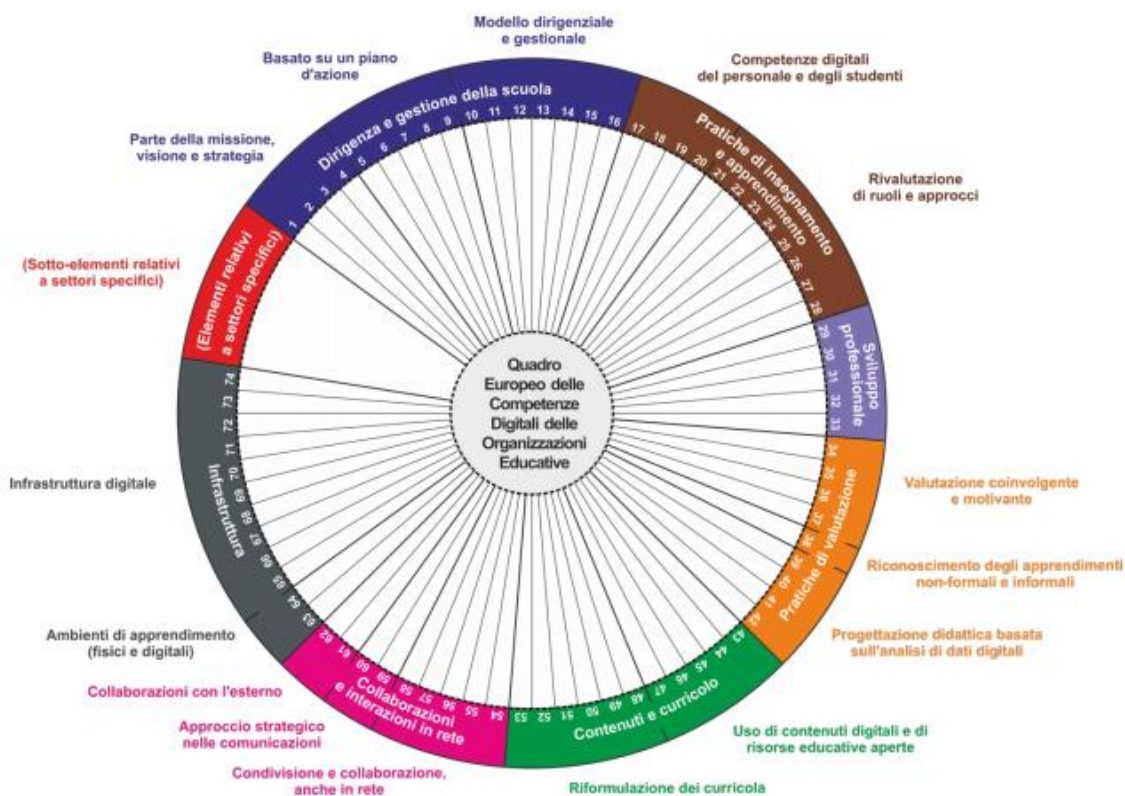 Modello dirigenziale
e gestionale
Basato su un piano
d'azione
Competenze digitali
del personale e degli studenti
Parte della missione,
visione e strategia
Rivalutazione
di ruoli e approcci
(Sotto-elementi relativi
a settori specifici)
Dirigenza e gestione della scuola
Pratiche di insegnamento
e apprendimento
Sviluppo
professionale
Pratiche di valutazione
Contenuti e curricolo
Collaborazioni
e interazioni in rete
Infrastruttura
(Elementi relativi
a settori specifici)
1 2 3 4 5 6 7 8 9 10 11 12 13 14 15 16
17 18 19 20 21 22 23 24 25 26 27 28
29 30 31 32 33
34 35 36 37 38 39 40 41 42
43 44 45 46 47 48 49 50 51 52 53
54 55 56 57 58 59 60 61 62
63 64 65 66 67 68 69 70 71 72 73 74
Quadro
Europeo delle
Competenze
Digitali delle
Organizzazioni
Educative
Infrastruttura digitale
Valutazione coinvolgente
e motivante
Riconoscimento degli apprendimenti
non-formali e informali
Ambienti di apprendimento
(fisici e digitali)
Progettazione didattica basata
sull'analisi di dati digitali
Collaborazioni con l'esterno
Approccio strategico
nelle comunicazioni
Uso di contenuti digitali e di
risorse educative aperte
Condivisione e collaborazione,
anche in rete
Riformulazione dei curricola